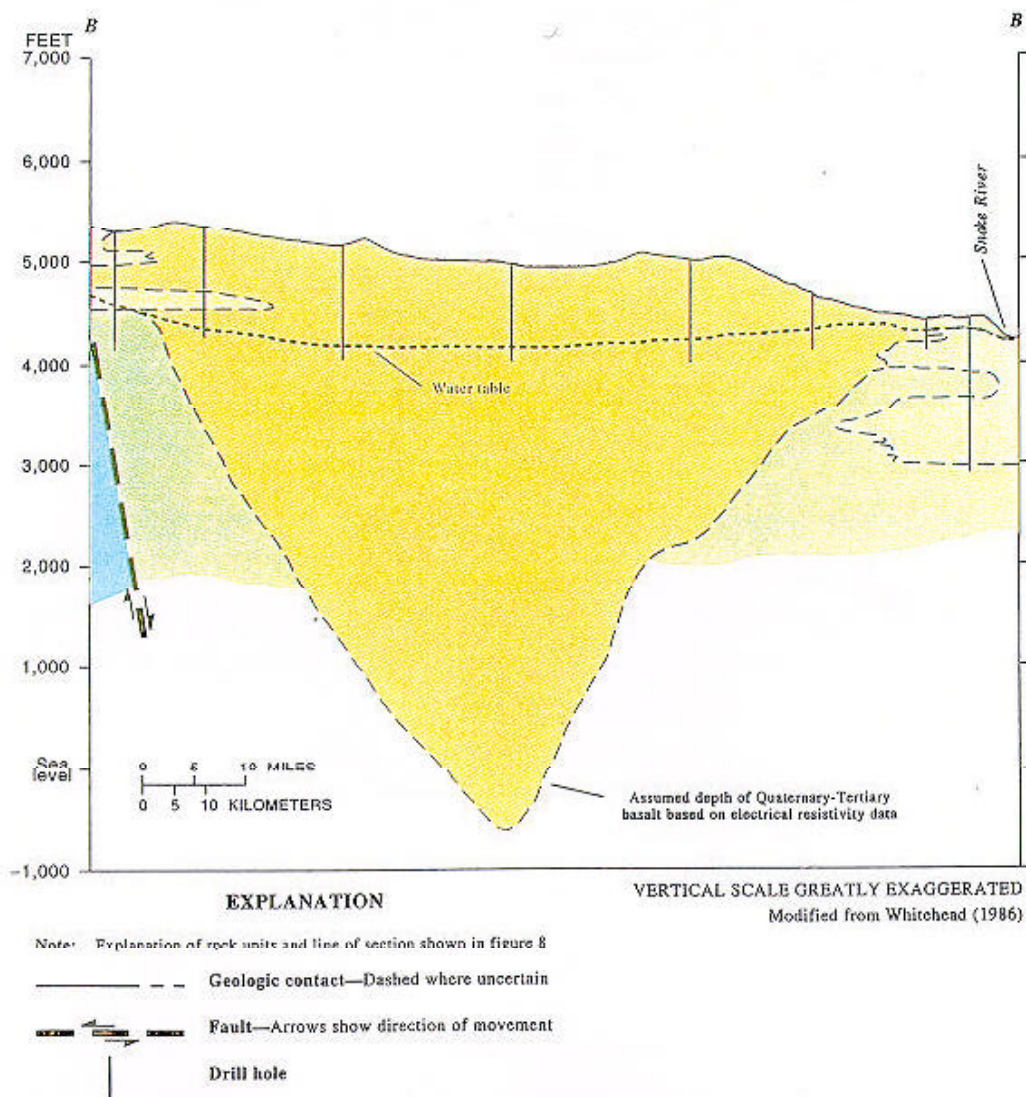 B
B
FEET
7,000
6,000
5,000
4,000
3,000
2,000
1,000
Sea
level
−1,000
Snake River
Water table
0 5 10 MILES
0 5 10 KILOMETERS
Assumed depth of Quaternary-Tertiary
basalt based on electrical resistivity data
EXPLANATION
VERTICAL SCALE GREATLY EXAGGERATED
Modified from Whitehead (1986)
Note: Explanation of rock units and line of section shown in figure 8
Geologic contact—Dashed where uncertain
Fault—Arrows show direction of movement
Drill hole